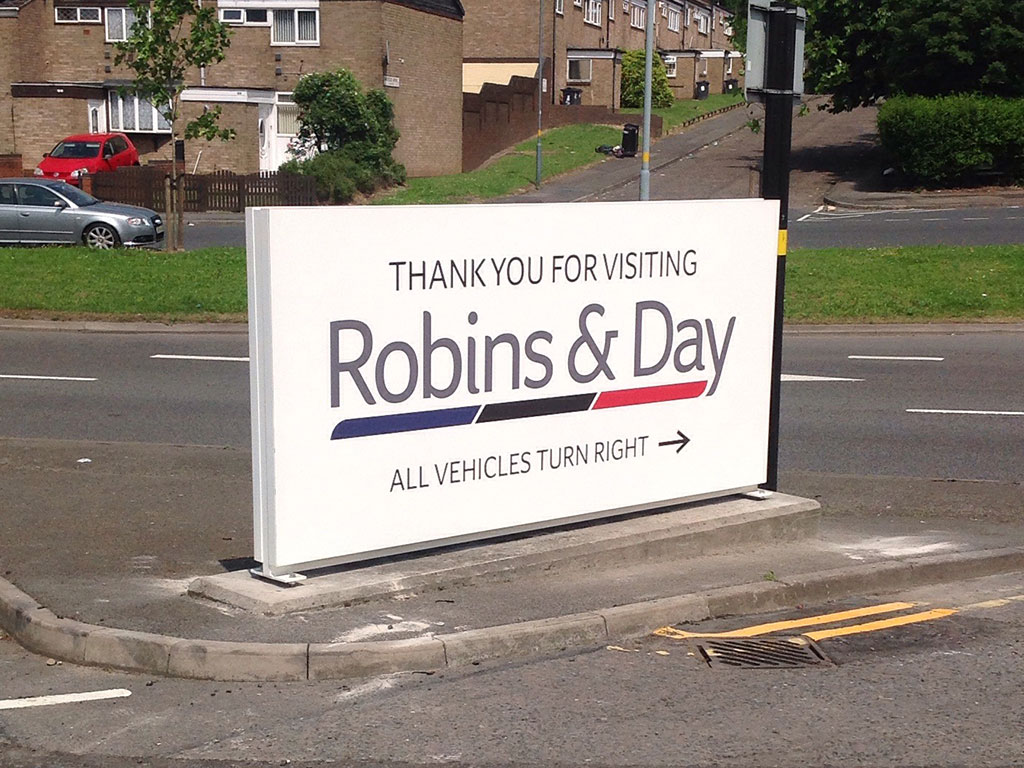 THANK YOU FOR VISITING
Robins & Day
ALL VEHICLES TURN RIGHT →